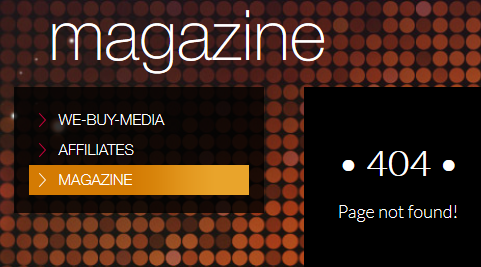 magazine
WE-BUY-MEDIA
AFFILIATES
MAGAZINE
• 404 •
Page not found!